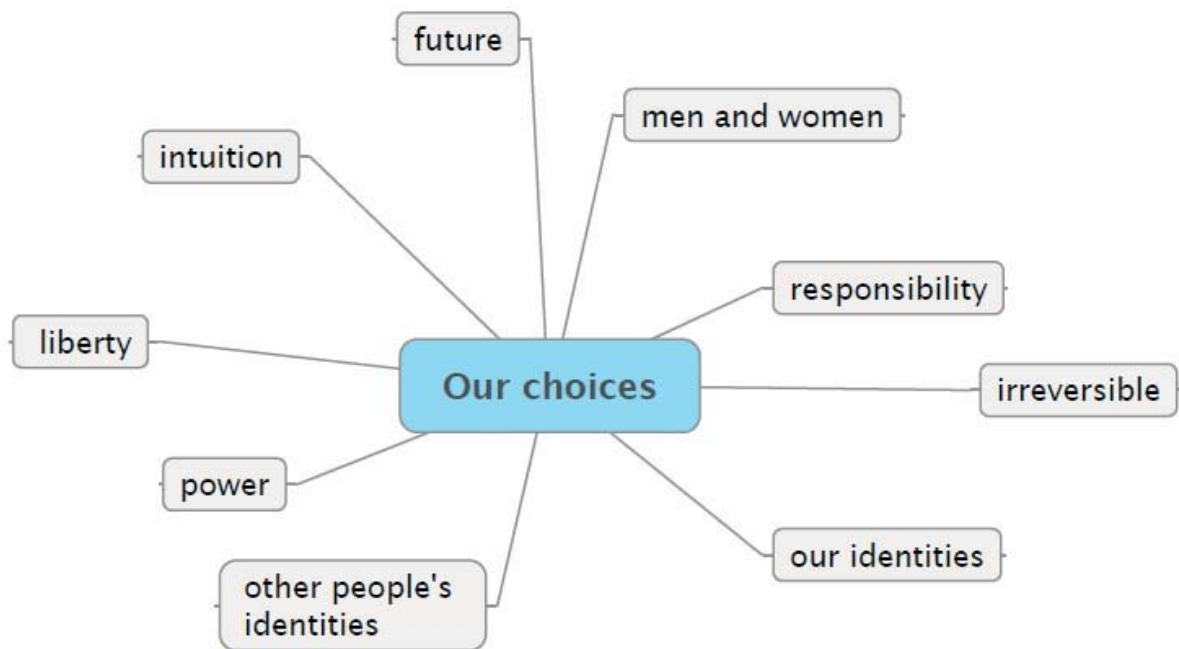 future
men and women
intuition
responsibility
liberty
Our choices
irreversible
power
our identities
other people's
identities